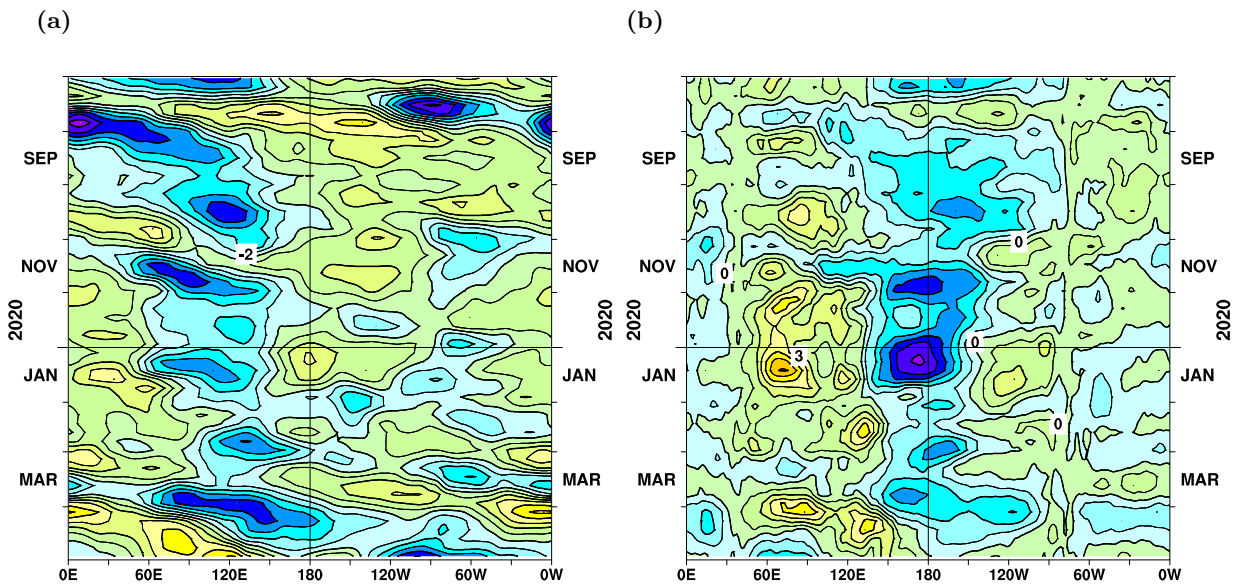 (a) (b)
SEP SEP SEP
-2
0
NOV NOV NOV
0
2020 2020 2020 2020
0
3
JAN JAN JAN JAN
0
MAR MAR MAR MAR
0E 60E 120E 180 120W 60W 0W 0E 60E 120E 180 120W 60W 0W